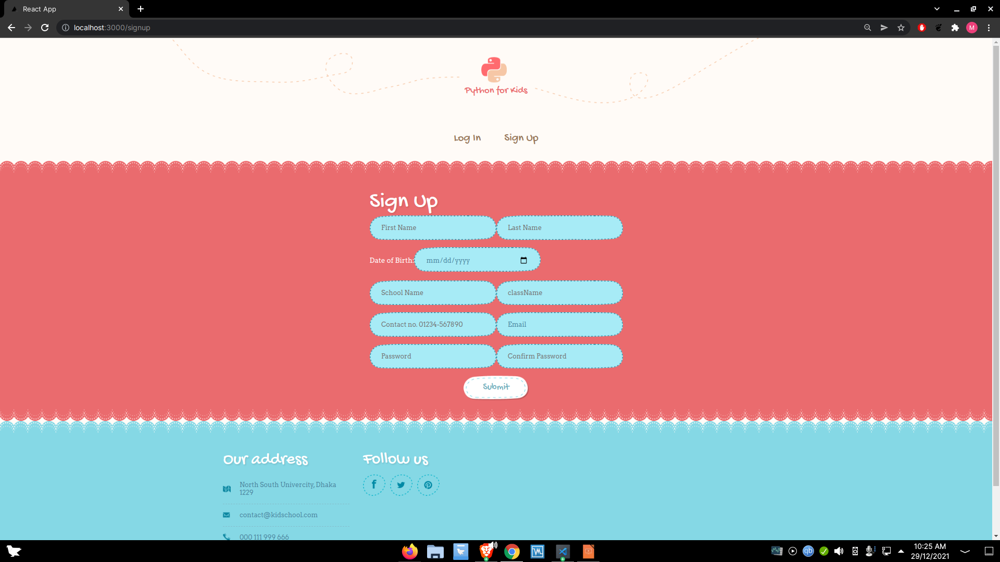 React App
localhost:3000/signup
M
Python for Kids
Log In Sign Up
Sign Up
First Name Last Name
Date of Birth: mm/dd/yyyy
School Name className
Contact no. 01234-567890 Email
Password Confirm Password
Submit
Our address Follow us
North South Univercity, Dhaka
1229
contact@kidschool.com
000 111 999 666
qb
10:25 AM
29/12/2021